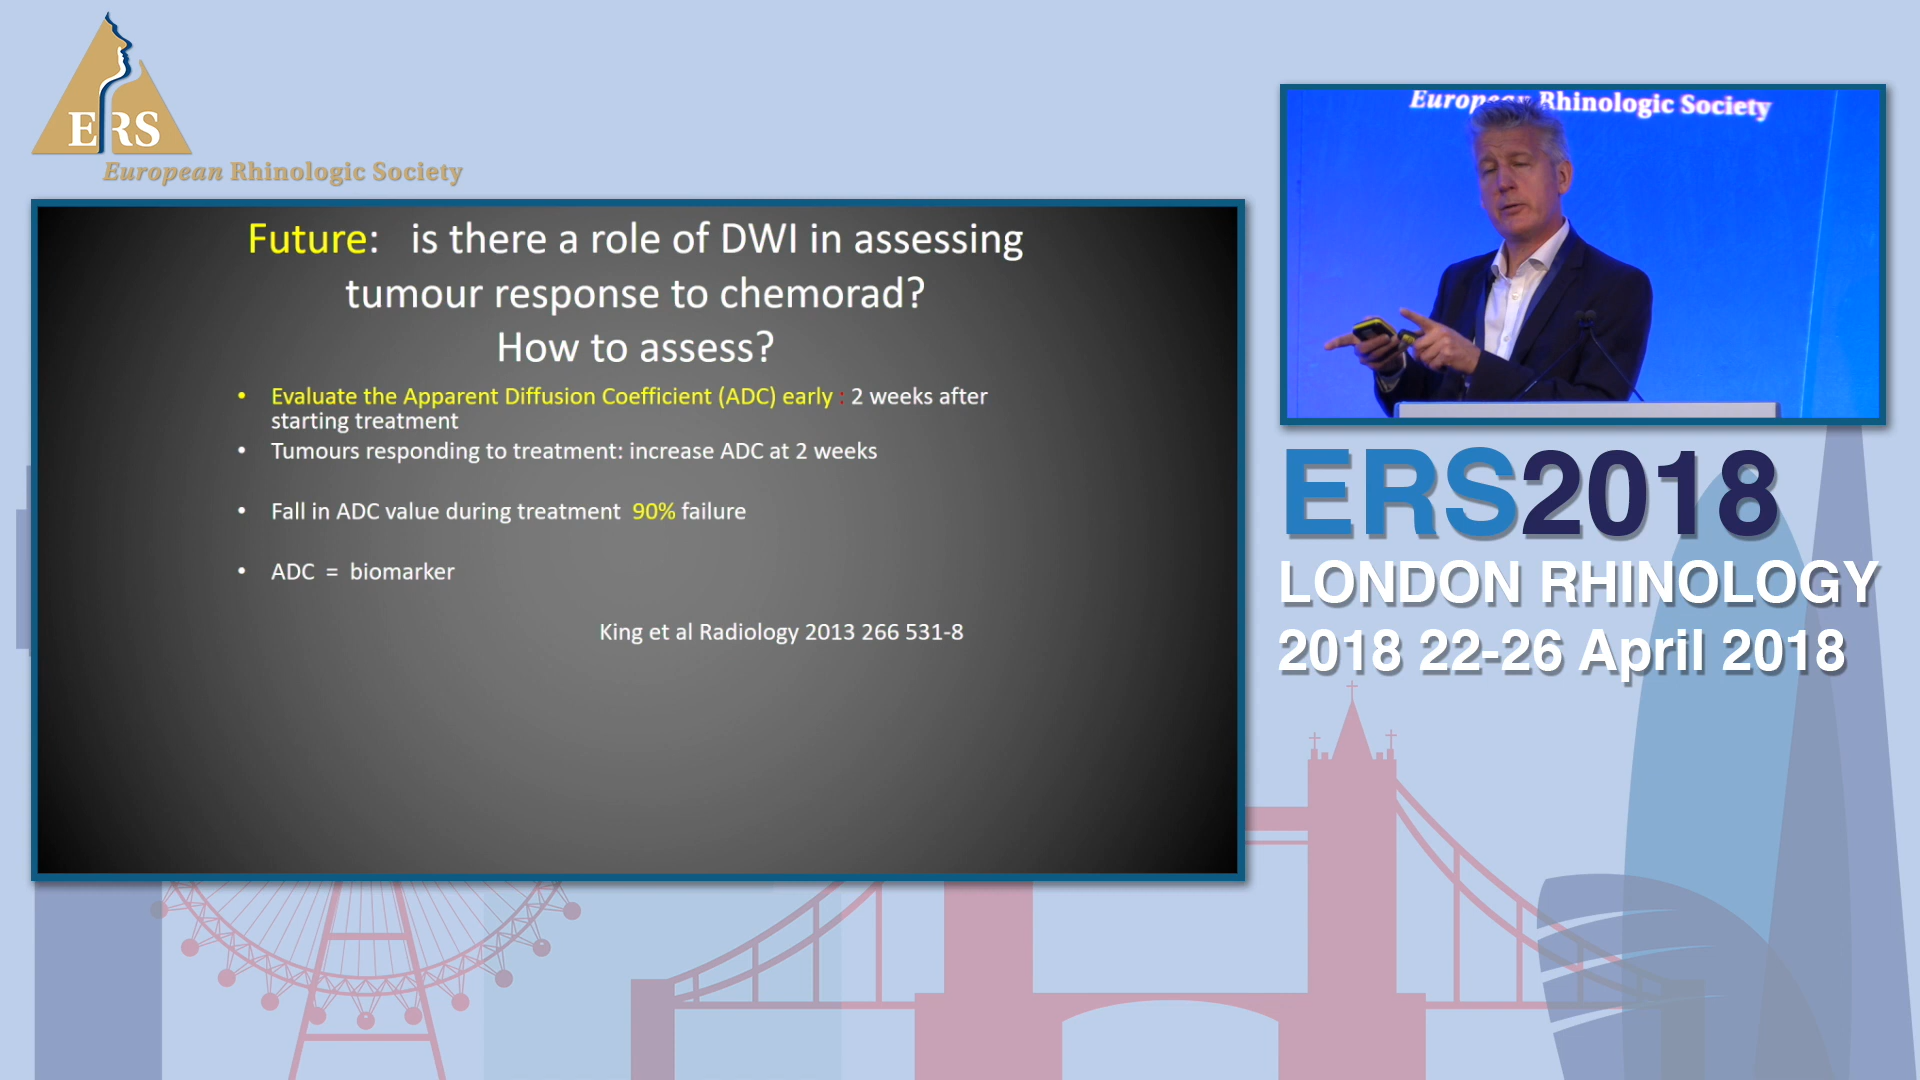 ERS
European Rhinologic Society
Future: is there a role of DWI in assessing
tumour response to chemorad?
How to assess?
• Evaluate the Apparent Diffusion Coefficient (ADC) early : 2 weeks after
starting treatment
• Tumours responding to treatment: increase ADC at 2 weeks
• Fall in ADC value during treatment 90% failure
• ADC = biomarker
King et al Radiology 2013 266 531-8
European Rhinologic Society
ERS2018
LONDON RHINOLOGY
2018 22-26 April 2018